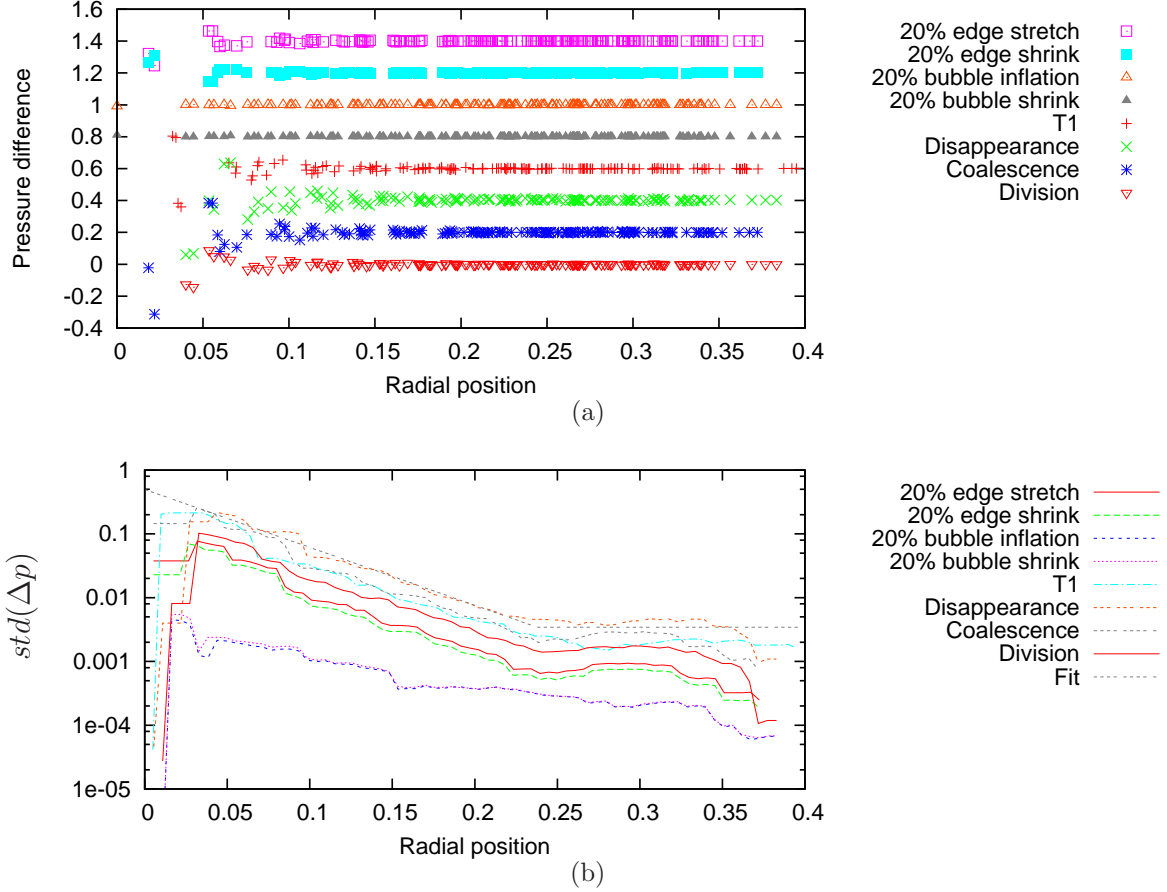 1.6
1.4
1.2
1
0.8
0.6
0.4
0.2
0
-0.2
-0.4
Pressure difference
0 0.05 0.1 0.15 0.2 0.25 0.3 0.35 0.4
Radial position
20% edge stretch
20% edge shrink
20% bubble inflation
20% bubble shrink
T1
Disappearance
Coalescence
Division
(a)
1
0.1
0.01
0.001
1e-04
1e-05
std(Δp)
0 0.05 0.1 0.15 0.2 0.25 0.3 0.35 0.4
Radial position
20% edge stretch
20% edge shrink
20% bubble inflation
20% bubble shrink
T1
Disappearance
Coalescence
Division
Fit
(b)